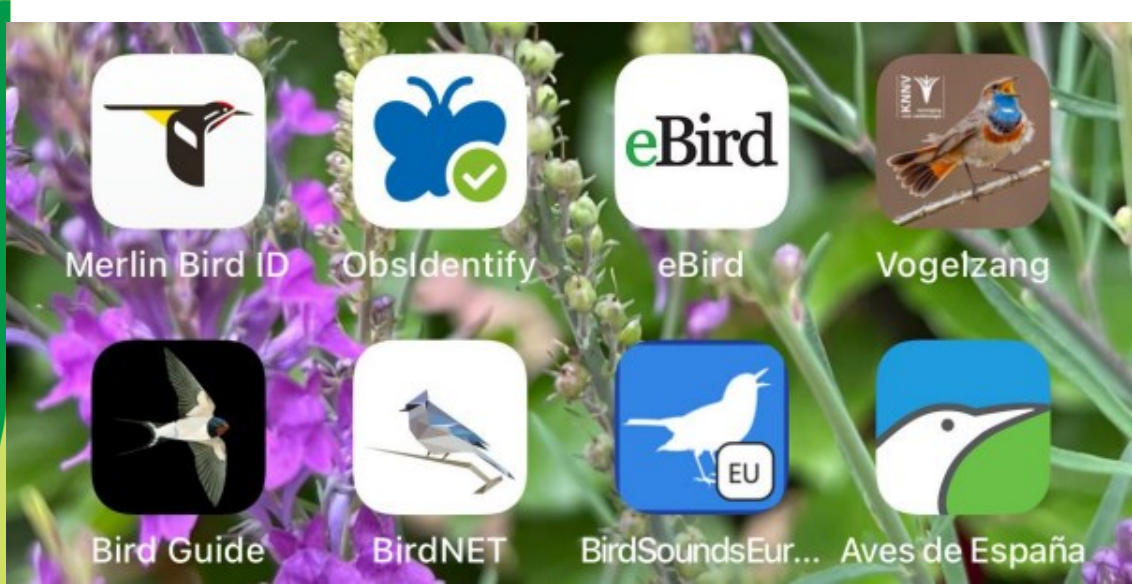 eBird
KNNV
Merlin Bird ID
ObsIdentify
eBird
Vogelzang
EU
Bird Guide
BirdNET
BirdSoundsEur...
Aves de España